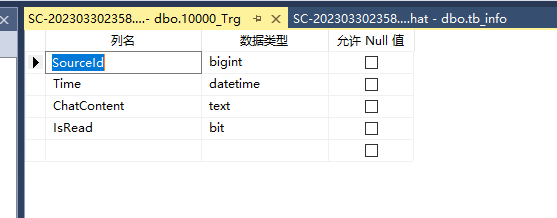 SC-202303302358....- dbo.10000_Trg SC-202303302358....hat - dbo.tb_info
列名 数据类型 允许 Null 值
SourceId bigint
Time datetime
ChatContent text
IsRead bit